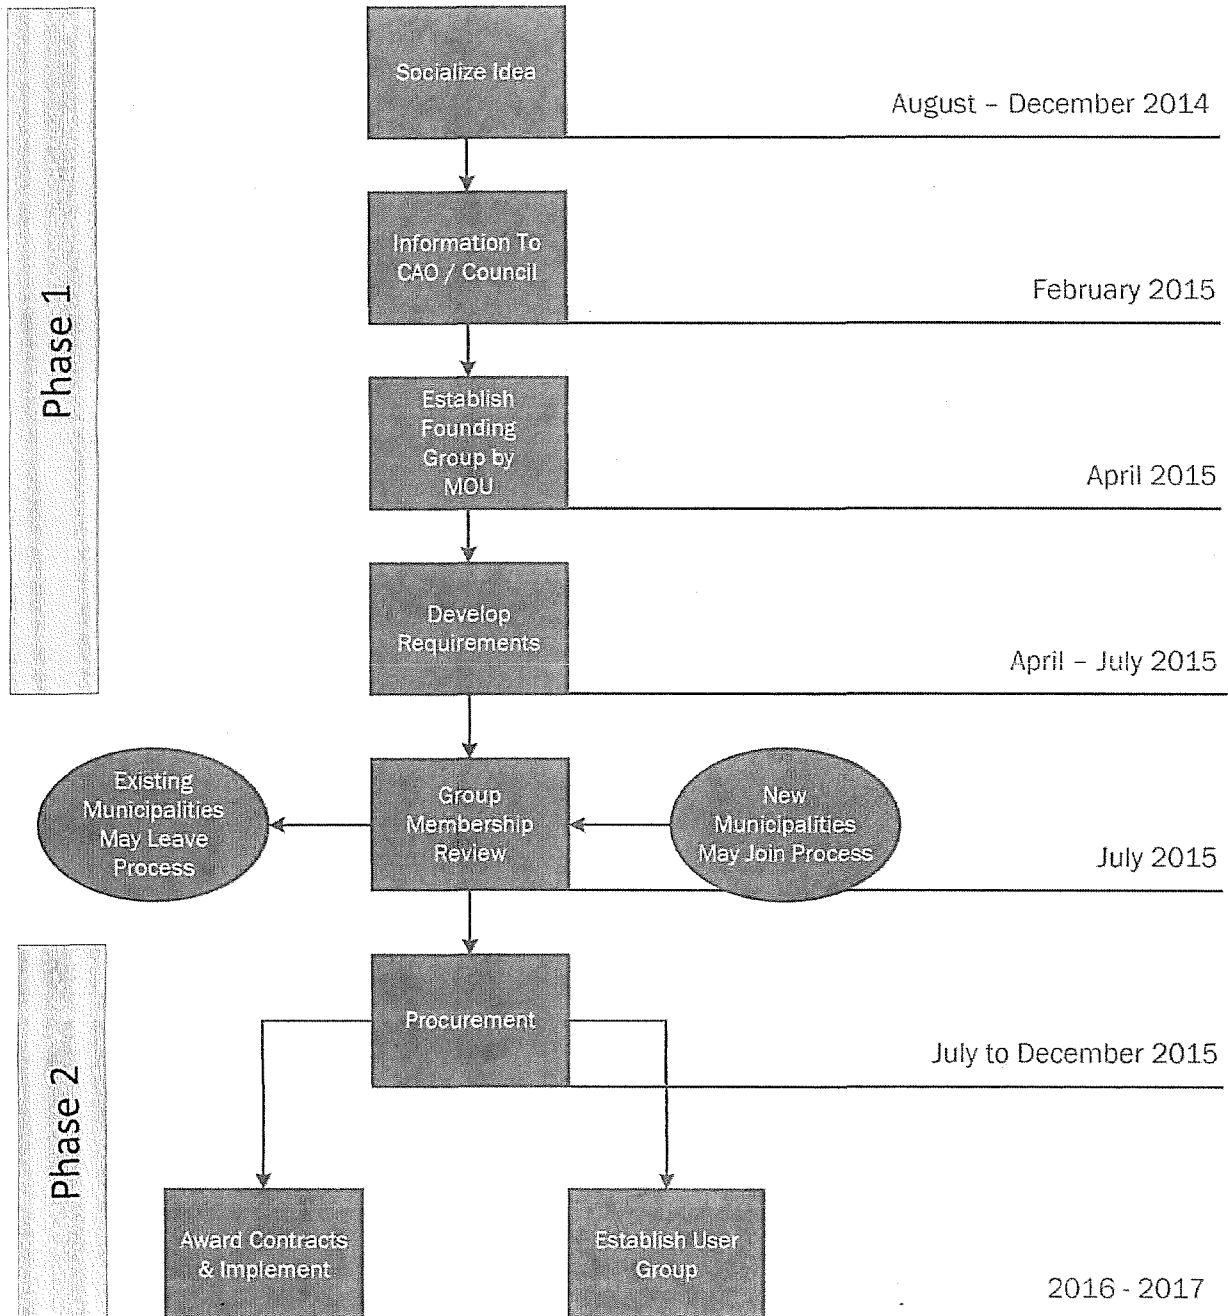 Socialize Idea
August – December 2014
Information To
CAO / Council
February 2015
Phase 1
Establish
Founding
Group by
MOU
April 2015
Develop
Requirements
April – July 2015
Existing
Municipalities
May Leave
Process
Group
Membership
Review
New
Municipalities
May Join Process
July 2015
Procurement
July to December 2015
Phase 2
Award Contracts
& Implement
Establish User
Group
2016 - 2017